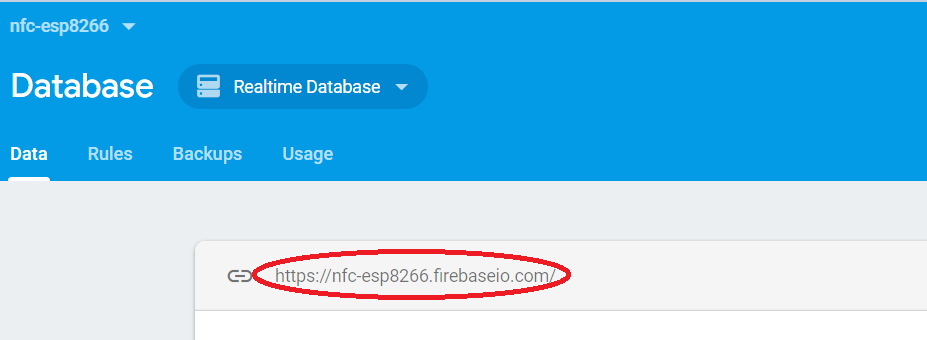 nfc-esp8266
Database Realtime Database
Data Rules Backups Usage
https://nfc-esp8266.firebaseio.com/